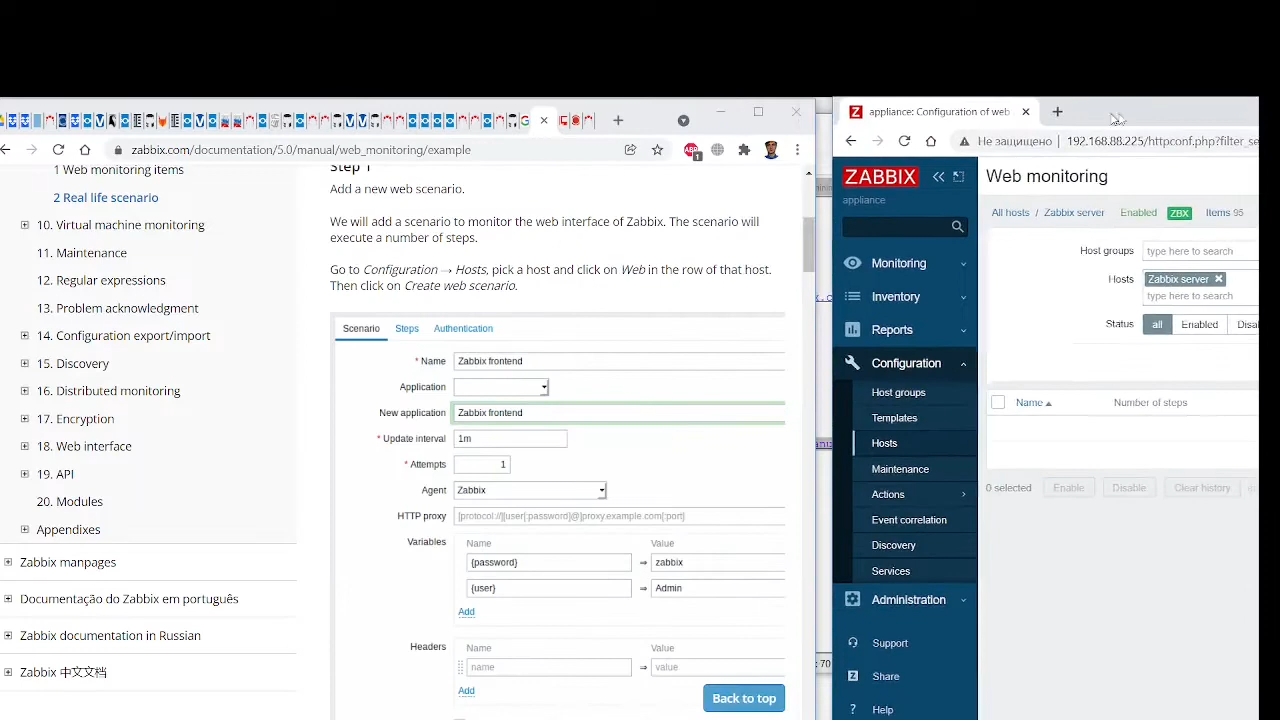 zabbix.com/documentation/5.0/manual/web_monitoring/example
1 Web monitoring items
2 Real life scenario
10. Virtual machine monitoring
11. Maintenance
12. Regular expressions
13. Problem acknowledgment
14. Configuration export/import
15. Discovery
16. Distributed monitoring
17. Encryption
18. Web interface
19. API
20. Modules
Appendixes
Zabbix manpages
Documentação do Zabbix em português
Zabbix documentation in Russian
Zabbix 中文文档
Step 1
Add a new web scenario.
We will add a scenario to monitor the web interface of Zabbix. The scenario will
execute a number of steps.
Go to Configuration → Hosts, pick a host and click on Web in the row of that host.
Then click on Create web scenario.
Scenario Steps Authentication
* Name Zabbix frontend
Application
New application Zabbix frontend
* Update interval 1m
* Attempts 1
Agent Zabbix
HTTP proxy [protocol://][user[:password]@]proxy.example.com[:port]
Variables Name Value
{password} ⇒ zabbix
{user} ⇒ Admin
Add
Headers Name Value
name ⇒ value
Add
Back to top
appliance: Configuration of web
Не защищено 192.168.88.225/httpconf.php?filter_se
ZABBIX
appliance
Monitoring
Inventory
Reports
Configuration
Host groups
Templates
Hosts
Maintenance
Actions
Event correlation
Discovery
Services
Administration
Support
Share
Help
Web monitoring
All hosts / Zabbix server Enabled ZBX Items 95
Host groups type here to search
Hosts Zabbix server
type here to search
Status all Enabled Disa
Name Number of steps
0 selected Enable Disable Clear history
: 70